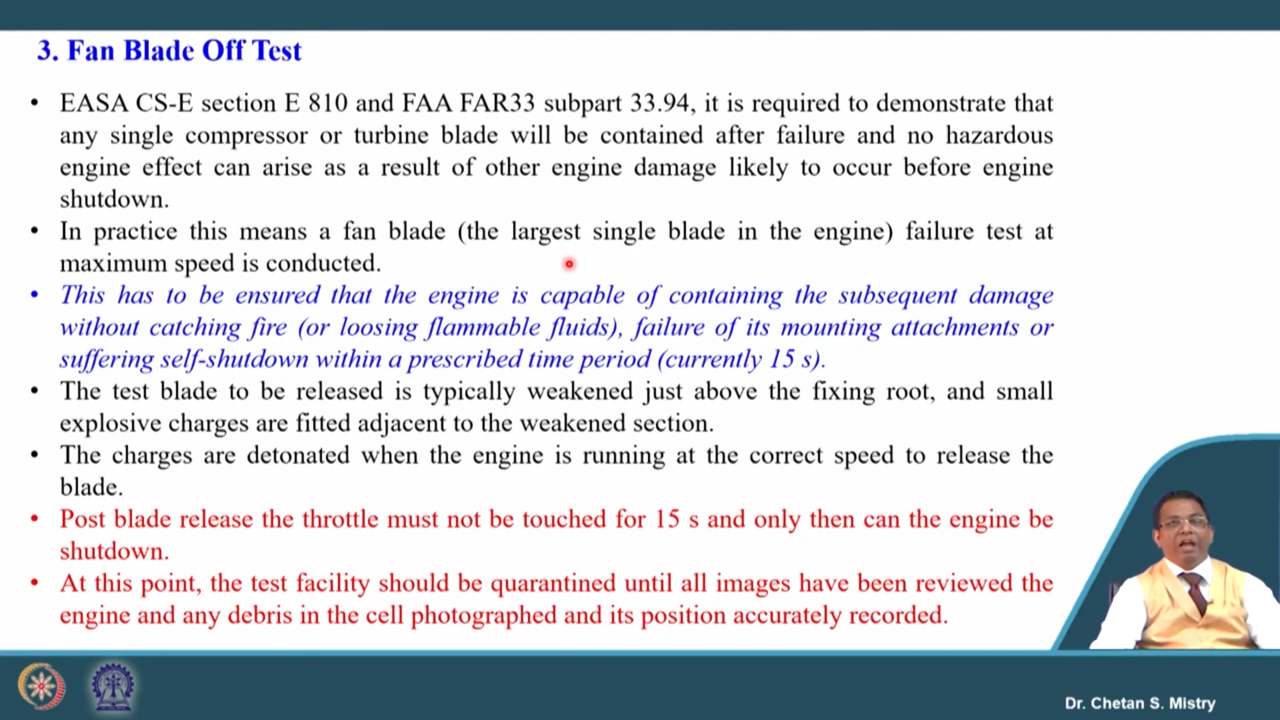 3. Fan Blade Off Test
• EASA CS-E section E 810 and FAA FAR33 subpart 33.94, it is required to demonstrate that
any single compressor or turbine blade will be contained after failure and no hazardous
engine effect can arise as a result of other engine damage likely to occur before engine
shutdown.
• In practice this means a fan blade (the largest single blade in the engine) failure test at
maximum speed is conducted.
• This has to be ensured that the engine is capable of containing the subsequent damage
without catching fire (or loosing flammable fluids), failure of its mounting attachments or
suffering self-shutdown within a prescribed time period (currently 15 s).
• The test blade to be released is typically weakened just above the fixing root, and small
explosive charges are fitted adjacent to the weakened section.
• The charges are detonated when the engine is running at the correct speed to release the
blade.
• Post blade release the throttle must not be touched for 15 s and only then can the engine be
shutdown.
• At this point, the test facility should be quarantined until all images have been reviewed the
engine and any debris in the cell photographed and its position accurately recorded.
Dr. Chetan S. Mistry